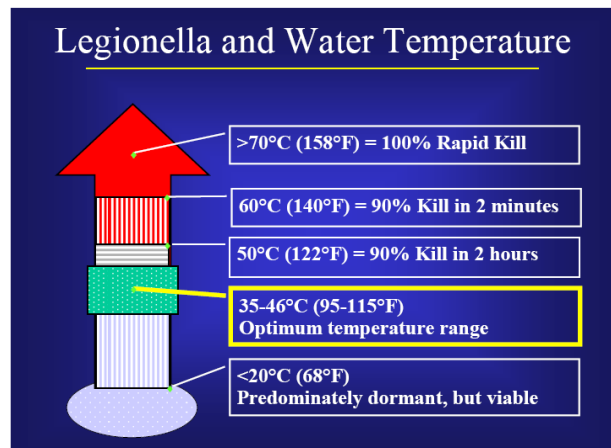 Legionella and Water Temperature
>70°C (158°F) = 100% Rapid Kill
60°C (140°F) = 90% Kill in 2 minutes
50°C (122°F) = 90% Kill in 2 hours
35-46°C (95-115°F)
Optimum temperature range
<20°C (68°F)
Predominately dormant, but viable